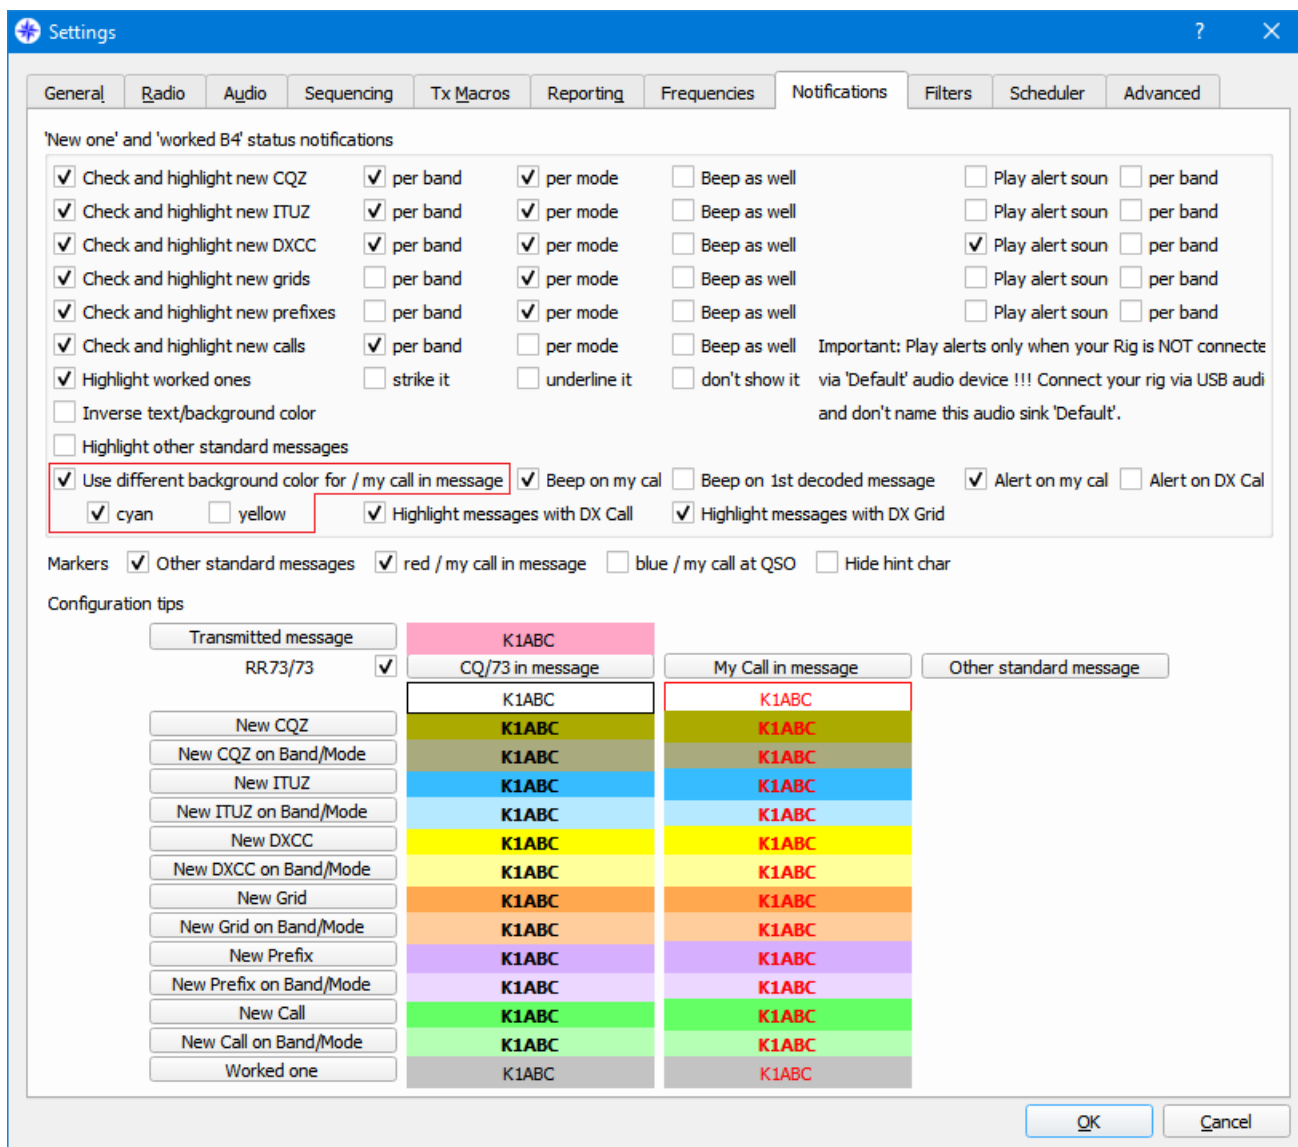 Settings ?
General Radio Audio Sequencing Tx Macros Reporting Frequencies Notifications Filters Scheduler Advanced
'New one' and 'worked B4' status notifications
Check and highlight new CQZ per band per mode Beep as well Play alert soun per band
Check and highlight new ITUZ per band per mode Beep as well Play alert soun per band
Check and highlight new DXCC per band per mode Beep as well Play alert soun per band
Check and highlight new grids per band per mode Beep as well Play alert soun per band
Check and highlight new prefixes per band per mode Beep as well Play alert soun per band
Check and highlight new calls per band per mode Beep as well Important: Play alerts only when your Rig is NOT connecte
Highlight worked ones strike it underline it don't show it via 'Default' audio device !!! Connect your rig via USB audi
Inverse text/background color and don't name this audio sink 'Default'.
Highlight other standard messages
Use different background color for / my call in message Beep on my cal Beep on 1st decoded message Alert on my cal Alert on DX Cal
cyan yellow Highlight messages with DX Call Highlight messages with DX Grid
Markers Other standard messages red / my call in message blue / my call at QSO Hide hint char
Configuration tips
Transmitted message K1ABC
RR73/73 CQ/73 in message My Call in message Other standard message
K1ABC K1ABC
New CQZ K1ABC K1ABC
New CQZ on Band/Mode K1ABC K1ABC
New ITUZ K1ABC K1ABC
New ITUZ on Band/Mode K1ABC K1ABC
New DXCC K1ABC K1ABC
New DXCC on Band/Mode K1ABC K1ABC
New Grid K1ABC K1ABC
New Grid on Band/Mode K1ABC K1ABC
New Prefix K1ABC K1ABC
New Prefix on Band/Mode K1ABC K1ABC
New Call K1ABC K1ABC
New Call on Band/Mode K1ABC K1ABC
Worked one K1ABC K1ABC
OK Cancel